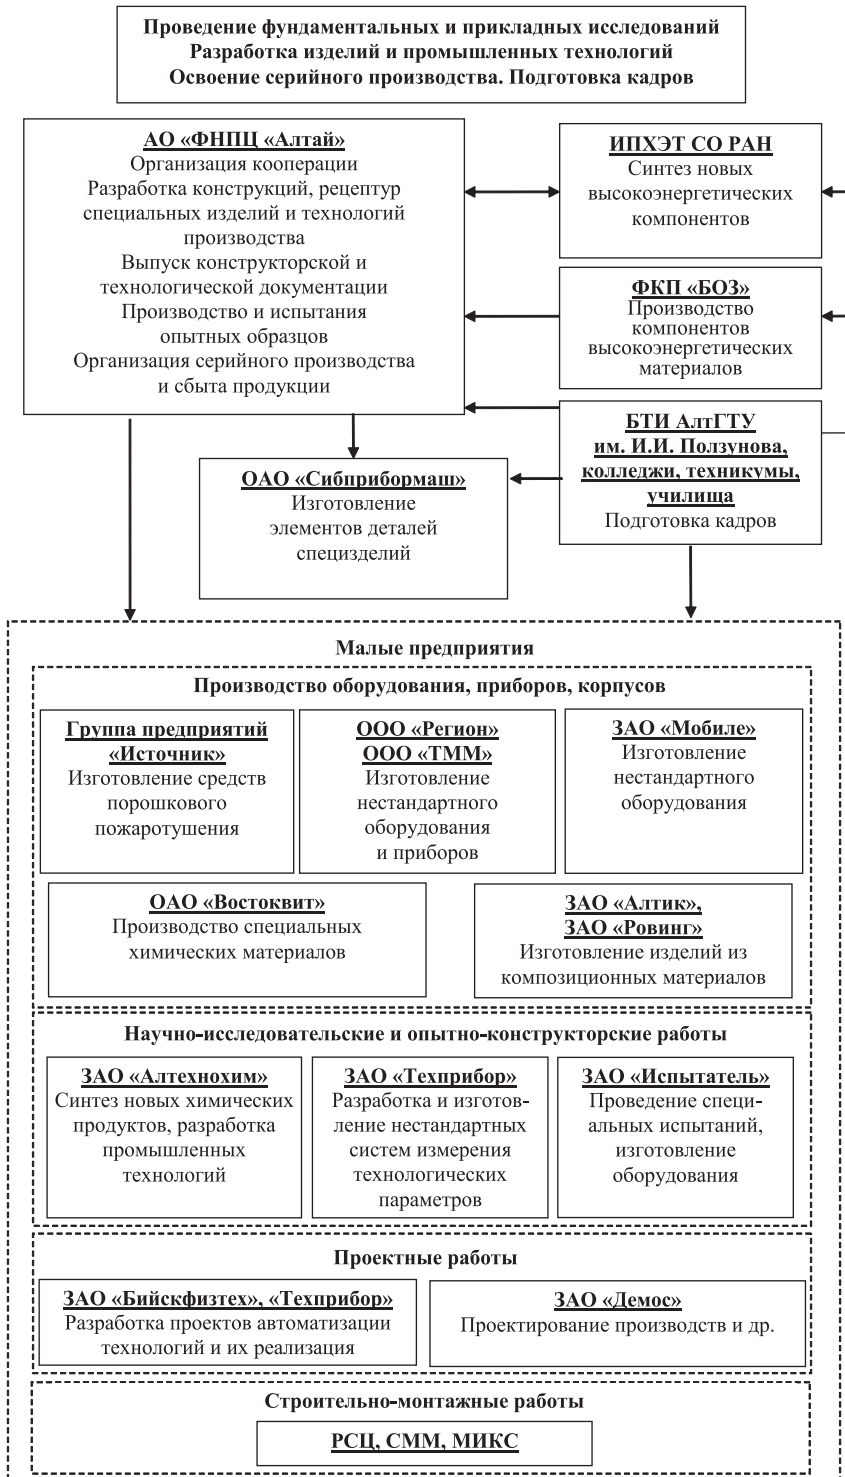 Проведение фундаментальных и прикладных исследований
Разработка изделий и промышленных технологий
Освоение серийного производства. Подготовка кадров
АО «ФНПЦ «Алтай»
Организация кооперации
Разработка конструкций, рецептур
специальных изделий и технологий
производства
Выпуск конструкторской и
технологической документации
Производство и испытания
опытных образцов
Организация серийного производства
и сбыта продукции
ИПХЭТ СО РАН
Синтез новых
высокоэнергетических
компонентов
ФКП «БОЗ»
Производство
компонентов
высокоэнергетических
материалов
БТИ АлтГТУ
им. И.И. Ползунова,
колледжи, техникумы,
училища
Подготовка кадров
ОАО «Сибприбормаш»
Изготовление
элементов деталей
специзделий
Малые предприятия
Производство оборудования, приборов, корпусов
Группа предприятий
«Источник»
Изготовление средств
порошкового
пожаротушения
ООО «Регион»
ООО «ТММ»
Изготовление
нестандартного
оборудования
и приборов
ЗАО «Мобиле»
Изготовление
нестандартного
оборудования
ОАО «Востоквит»
Производство специальных
химических материалов
ЗАО «Алтик»,
ЗАО «Ровинг»
Изготовление изделий из
композиционных материалов
Научно-исследовательские и опытно-конструкторские работы
ЗАО «Алтехнохим»
Синтез новых химических
продуктов, разработка
промышленных
технологий
ЗАО «Техприбор»
Разработка и изготов-
ление нестандартных
систем измерения
технологических
параметров
ЗАО «Испытатель»
Проведение специ-
альных испытаний,
изготовление
оборудования
Проектные работы
ЗАО «Бийскфизтех», «Техприбор»
Разработка проектов автоматизации
технологий и их реализация
ЗАО «Демос»
Проектирование производств и др.
Строительно-монтажные работы
РСЦ, СММ, МИКС